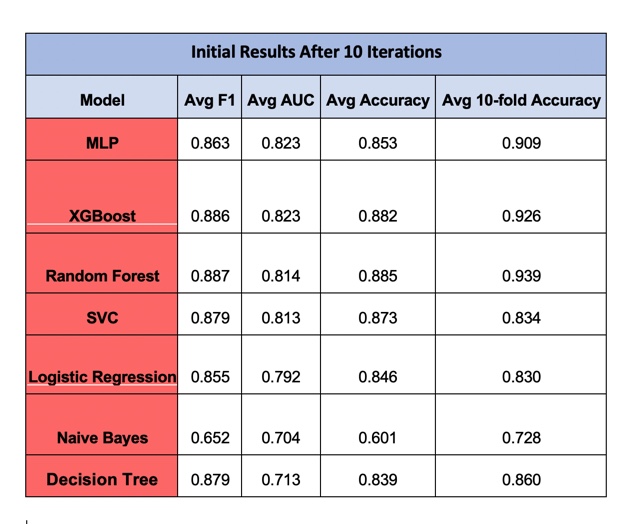 Initial Results After 10 Iterations
Model Avg F1 Avg AUC Avg Accuracy Avg 10-fold Accuracy
MLP 0.863 0.823 0.853 0.909
XGBoost 0.886 0.823 0.882 0.926
Random Forest 0.887 0.814 0.885 0.939
SVC 0.879 0.813 0.873 0.834
Logistic Regression 0.855 0.792 0.846 0.830
Naive Bayes 0.652 0.704 0.601 0.728
Decision Tree 0.879 0.713 0.839 0.860